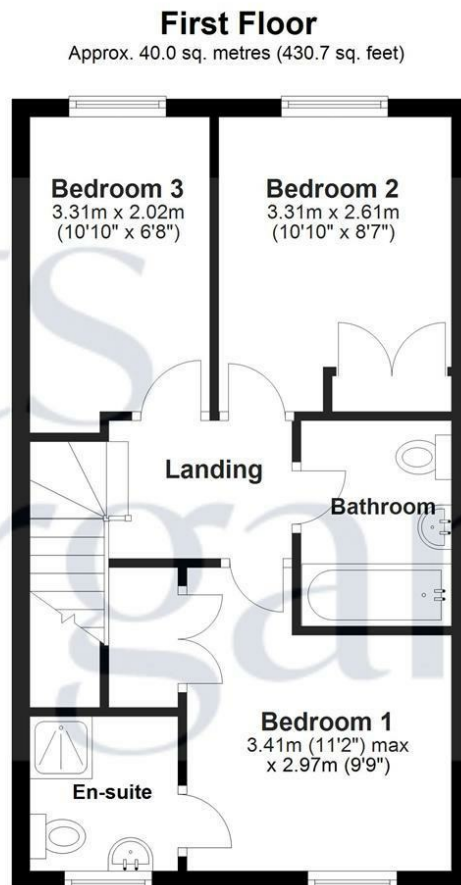 First Floor
Approx. 40.0 sq. metres (430.7 sq. feet)
Bedroom 3
3.31m x 2.02m
(10'10" x 6'8")
Bedroom 2
3.31m x 2.61m
(10'10" x 8'7")
Landing
Bathroom
Bedroom 1
3.41m (11'2") max
x 2.97m (9'9")
En-suite